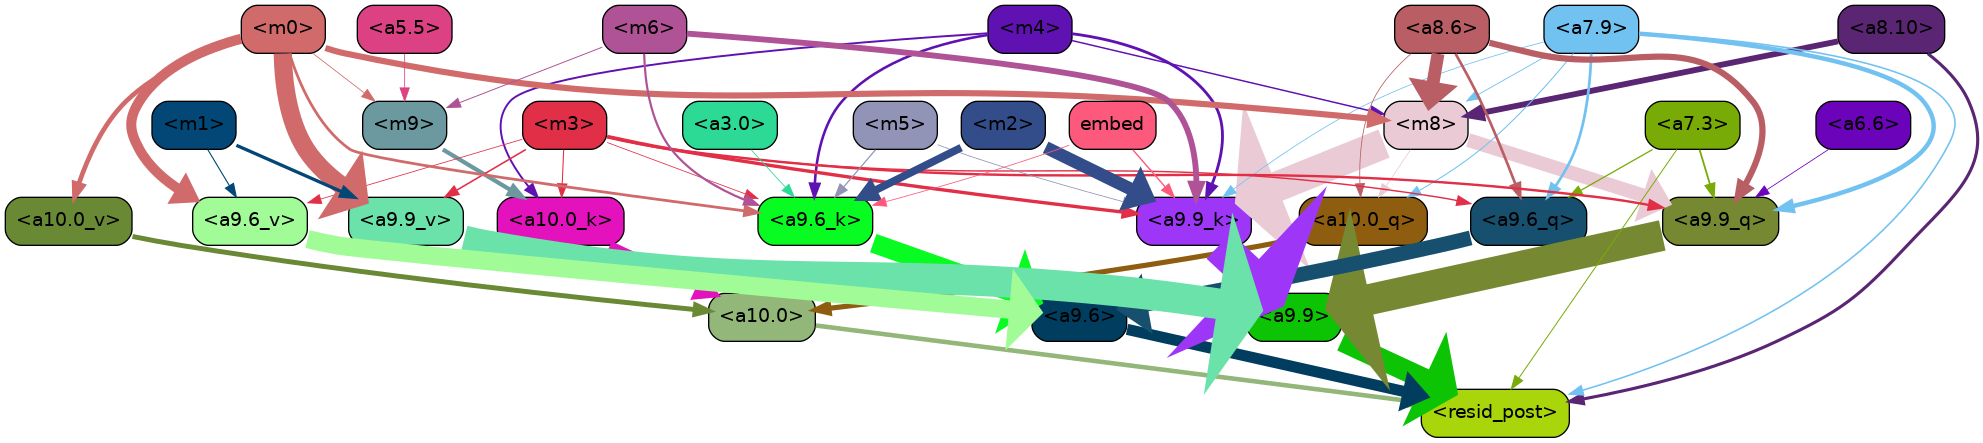 <m0>
<a5.5>
<m6>
<m4>
<a8.6>
<a7.9>
<a8.10>
<m1>
<m9>
<m3>
<a3.0>
<m5>
<m2>
embed
<m8>
<a7.3>
<a6.6>
<a10.0_v>
<a9.6_v>
<a9.9_v>
<a10.0_k>
<a9.6_k>
<a9.9_k>
<a10.0_q>
<a9.6_q>
<a9.9_q>
<a10.0>
<a9.6>
<a9.9>
<resid_post>